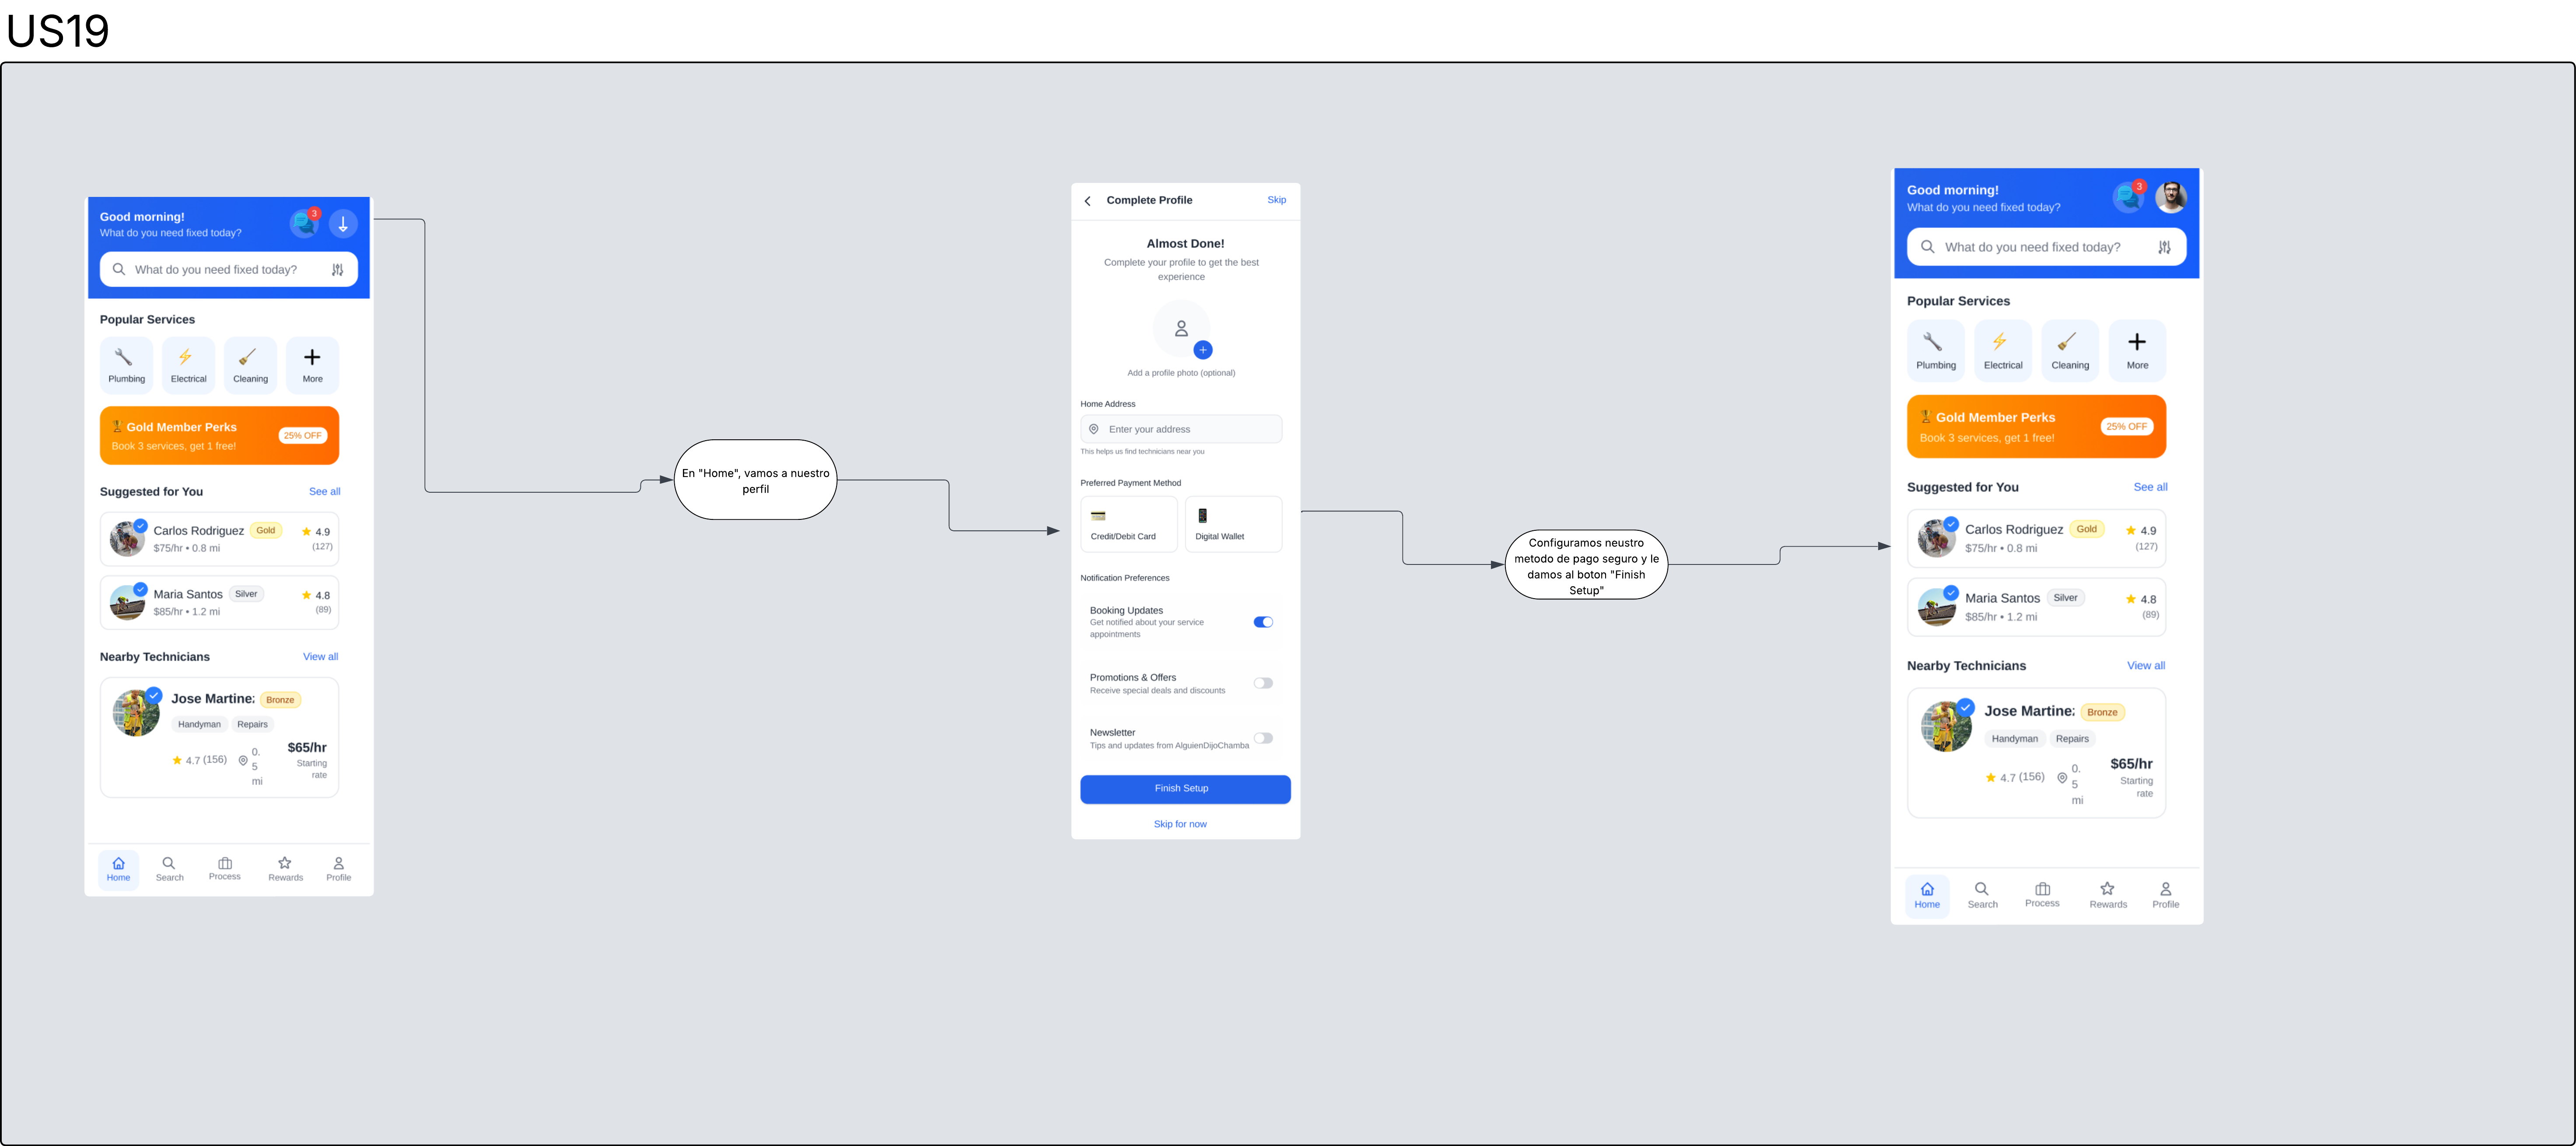 US19
Good morning!
3
What do you need fixed today?
What do you need fixed today?
Popular Services
Plumbing
Electrical
Cleaning
More
Gold Member Perks
25% OFF
Book 3 services, get 1 free!
Suggested for You
See all
Carlos Rodriguez
Gold
4.9
$75/hr • 0.8 mi
(127)
Maria Santos
Silver
4.8
$85/hr • 1.2 mi
(89)
Nearby Technicians
View all
Jose Martine
Bronze
Handyman
Repairs
4.7 (156)
0.
5
mi
$65/hr
Starting
rate
Home
Search
Process
Rewards
Profile
En "Home", vamos a nuestro
perfil
Complete Profile
Skip
Almost Done!
Complete your profile to get the best
experience
Add a profile photo (optional)
Home Address
Enter your address
This helps us find technicians near you
Preferred Payment Method
Credit/Debit Card
Digital Wallet
Notification Preferences
Booking Updates
Get notified about your service
appointments
Promotions & Offers
Receive special deals and discounts
Newsletter
Tips and updates from AlguienDijoChamba
Finish Setup
Skip for now
Configuramos neustro
metodo de pago seguro y le
damos al boton "Finish
Setup"
Good morning!
3
What do you need fixed today?
What do you need fixed today?
Popular Services
Plumbing
Electrical
Cleaning
More
Gold Member Perks
25% OFF
Book 3 services, get 1 free!
Suggested for You
See all
Carlos Rodriguez
Gold
4.9
$75/hr • 0.8 mi
(127)
Maria Santos
Silver
4.8
$85/hr • 1.2 mi
(89)
Nearby Technicians
View all
Jose Martine
Bronze
Handyman
Repairs
4.7 (156)
0.
5
mi
$65/hr
Starting
rate
Home
Search
Process
Rewards
Profile